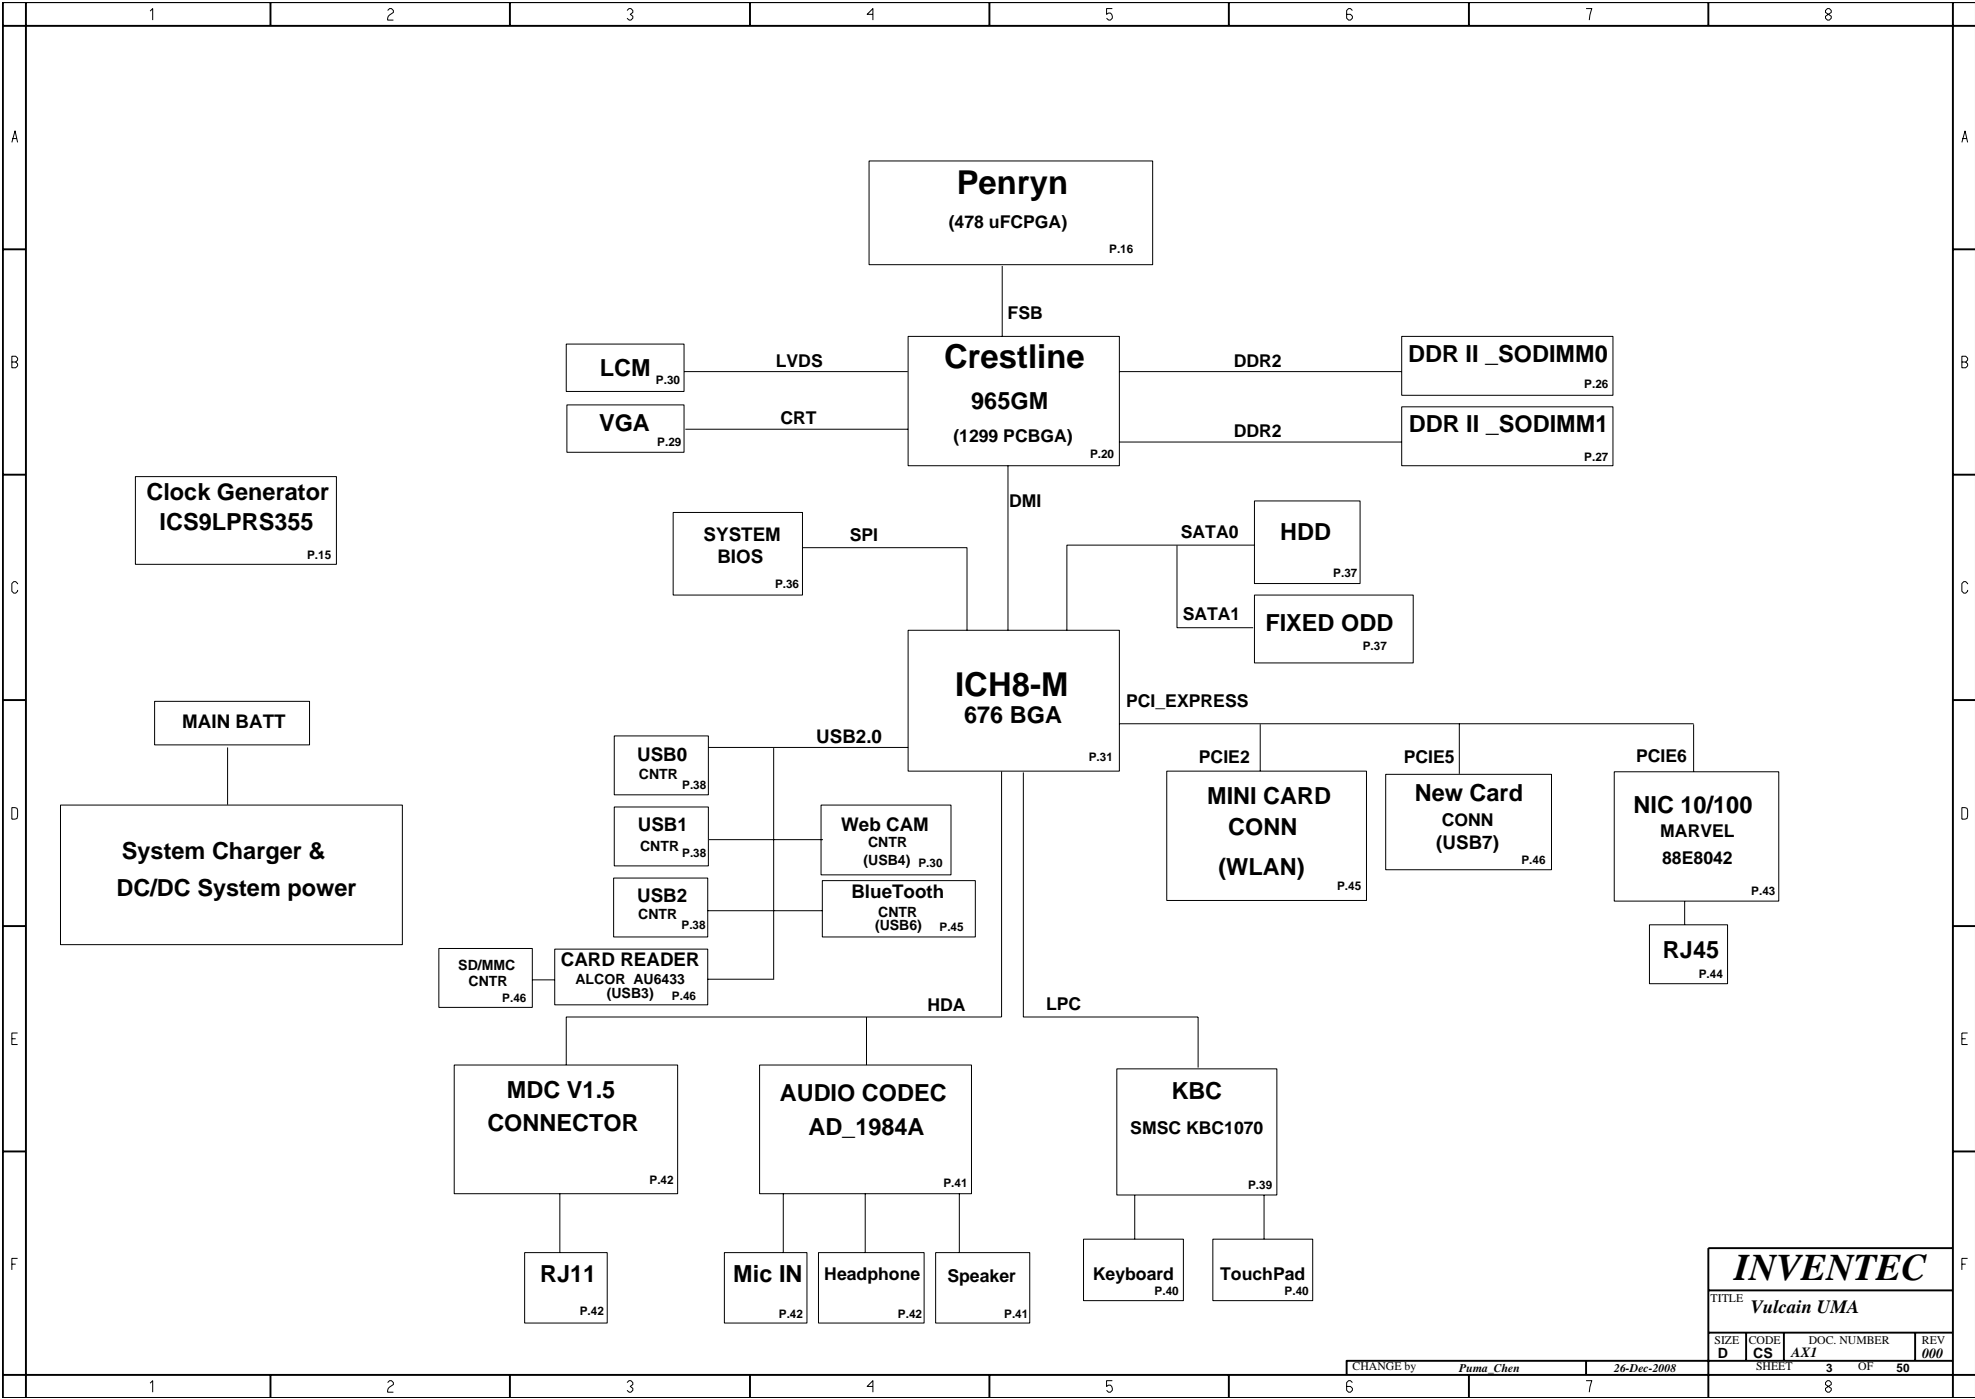 1 2 3 4 5 6 7 8
A A
Penryn
(478 uFCPGA)
P.16
FSB
B B
LCM P.30
LVDS
VGA P.29
CRT
Crestline
965GM
(1299 PCBGA)
P.20
DDR2
DDR II _SODIMM0
P.26
DDR2
DDR II _SODIMM1
P.27
Clock Generator
ICS9LPRS355
P.15
DMI
SYSTEM
BIOS
P.36
SPI
SATA0
HDD
P.37
C C
SATA1
FIXED ODD
P.37
ICH8-M
676 BGA
P.31
PCI_EXPRESS
MAIN BATT
System Charger &
DC/DC System power
USB2.0
USB0
CNTR
P.38
USB1
CNTR P.38
USB2
CNTR
P.38
Web CAM
CNTR
(USB4) P.30
BlueTooth
CNTR
(USB6) P.45
D D
PCIE2
MINI CARD
CONN
(WLAN)
P.45
PCIE5
New Card
CONN
(USB7)
P.46
PCIE6
NIC 10/100
MARVEL
88E8042
P.43
RJ45
P.44
SD/MMC
CNTR
P.46
CARD READER
ALCOR AU6433
(USB3) P.46
HDA
LPC
E E
MDC V1.5
CONNECTOR
P.42
AUDIO CODEC
AD_1984A
P.41
KBC
SMSC KBC1070
P.39
F F
RJ11
P.42
Mic IN
P.42
Headphone
P.42
Speaker
P.41
Keyboard
P.40
TouchPad
P.40
INVENTEC
TITLE Vulcain UMA
SIZE CODE DOC. NUMBER REV
D CS AX1 000
CHANGE by Puma_Chen 26-Dec-2008 SHEET 3 OF 50
1 2 3 4 5 6 7 8